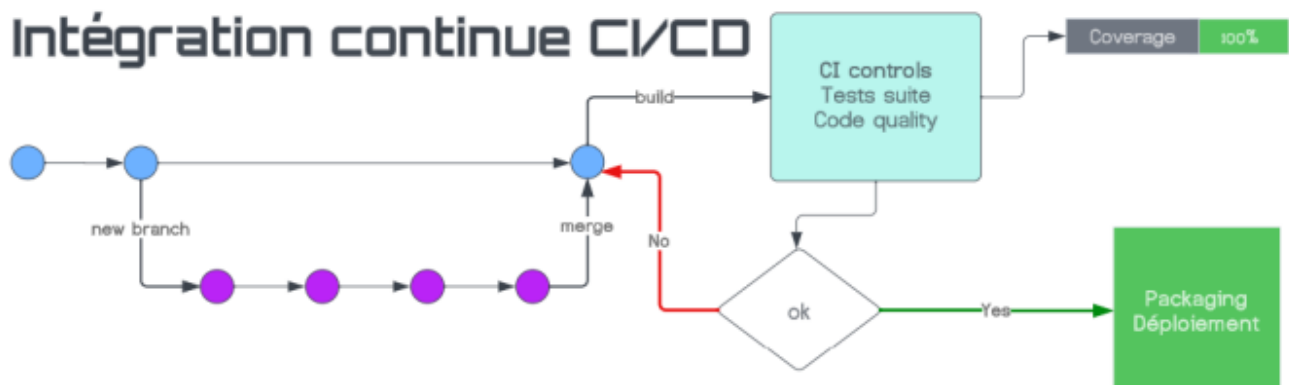 Intégration continue CI/CD
build
CI controls
Tests suite
Code quality
Coverage 100%
new branch
merge
No
ok
Yes
Packaging
Déploiement